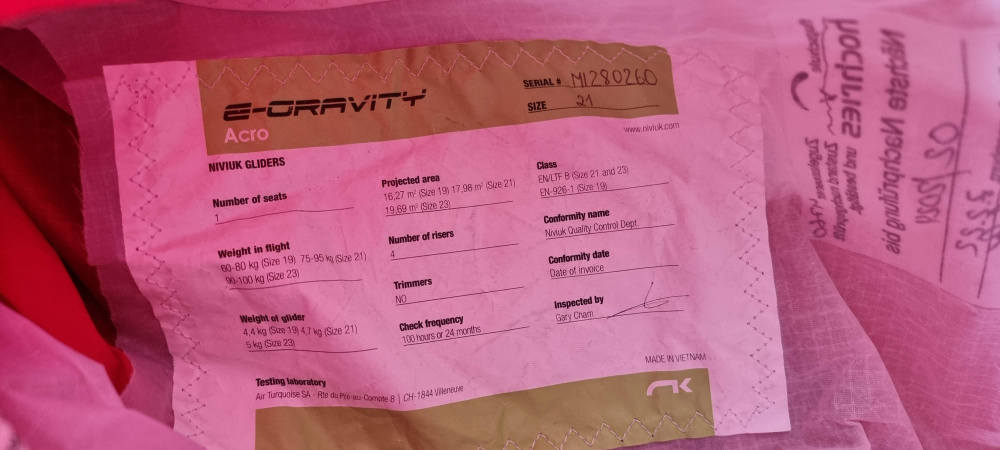 E-GRAVITY
Acro
SERIAL # MI280260
SIZE 21
www.niviuk.com
NIVIUK GLIDERS
Number of seats
1
Weight in flight
60-80 kg (Size 19) 75-95 kg (Size 21)
90-100 kg (Size 23)
Weight of glider
4,4 kg (Size 19) 4,7 kg (Size 21)
5 kg (Size 23)
Projected area
16,27 m² (Size 19) 17,98 m² (Size 21)
19,69 m² (Size 23)
Number of risers
4
Trimmers
NO
Check frequency
100 hours or 24 months
Class
EN/LTF B (Size 21 and 23)
EN-926-1 (Size 19)
Conformity name
Niviuk Quality Control Dept.
Conformity date
Date of invoice
Inspected by
Gary Cham
Testing laboratory
Air Turquoise SA - Rte du Pre-au-Compte 8 | CH-1844 Villeneuve
MADE IN VIETNAM
HOCHRIES
Nächste Nachprüfung bis